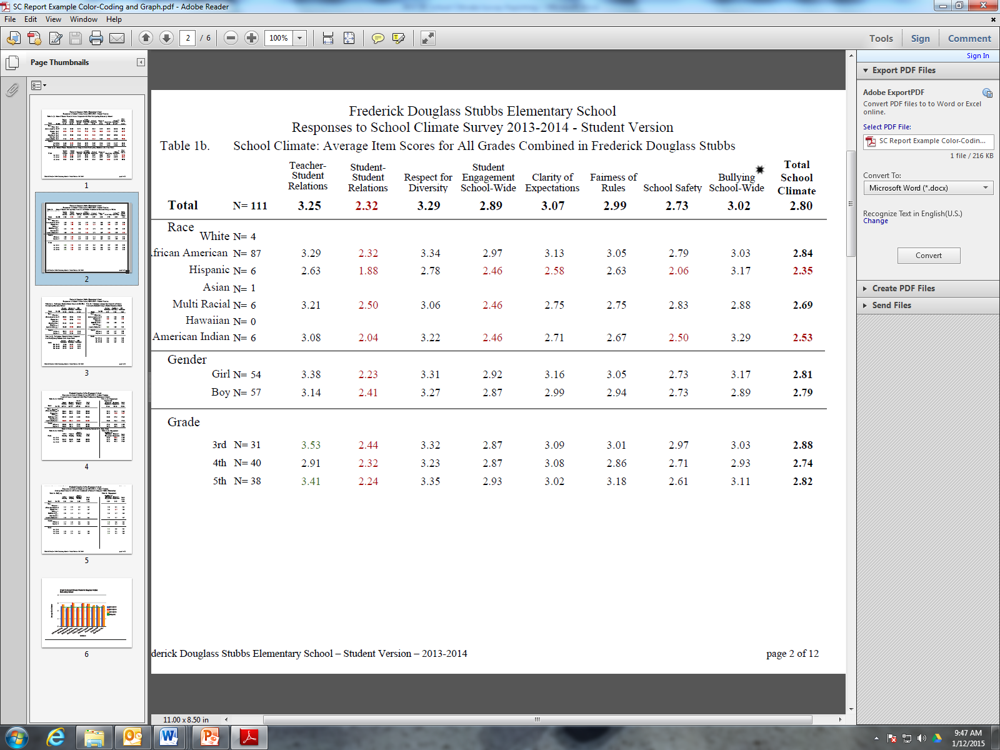 SC Report Example Color-Coding and Graph.pdf - Adobe Reader
File Edit View Window Help
2 / 6 100% Tools Sign Comment
Page Thumbnails
1
2
3
4
5
6
Frederick Douglass Stubbs Elementary School
Responses to School Climate Survey 2013-2014 - Student Version
Table 1b. School Climate: Average Item Scores for All Grades Combined in Frederick Douglass Stubbs
Teacher-Student Relations Student-Student Relations Respect for Diversity Student Engagement School-Wide Clarity of Expectations Fairness of Rules School Safety Bullying School-Wide Total School Climate
Total N= 111 3.25 2.32 3.29 2.89 3.07 2.99 2.73 3.02 2.80
Race
White N= 4
frican American N= 87 3.29 2.32 3.34 2.97 3.13 3.05 2.79 3.03 2.84
Hispanic N= 6 2.63 1.88 2.78 2.46 2.58 2.63 2.06 3.17 2.35
Asian N= 1
Multi Racial N= 6 3.21 2.50 3.06 2.46 2.75 2.75 2.83 2.88 2.69
Hawaiian N= 0
American Indian N= 6 3.08 2.04 3.22 2.46 2.71 2.67 2.50 3.29 2.53
Gender
Girl N= 54 3.38 2.23 3.31 2.92 3.16 3.05 2.73 3.17 2.81
Boy N= 57 3.14 2.41 3.27 2.87 2.99 2.94 2.73 2.89 2.79
Grade
3rd N= 31 3.53 2.44 3.32 2.87 3.09 3.01 2.97 3.03 2.88
4th N= 40 2.91 2.32 3.23 2.87 3.08 2.86 2.71 2.93 2.74
5th N= 38 3.41 2.24 3.35 2.93 3.02 3.18 2.61 3.11 2.82
derick Douglass Stubbs Elementary School – Student Version – 2013-2014 page 2 of 12
11.00 x 8.50 in
Sign In
Export PDF Files
Adobe ExportPDF
Convert PDF files to to Word or Excel
online.
Select PDF File:
SC Report Example Color-Codin...
1 file / 216 KB
Convert To:
Microsoft Word (*.docx)
Recognize Text in English(U.S.)
Change
Convert
Create PDF Files
Send Files
9:47 AM
1/12/2015